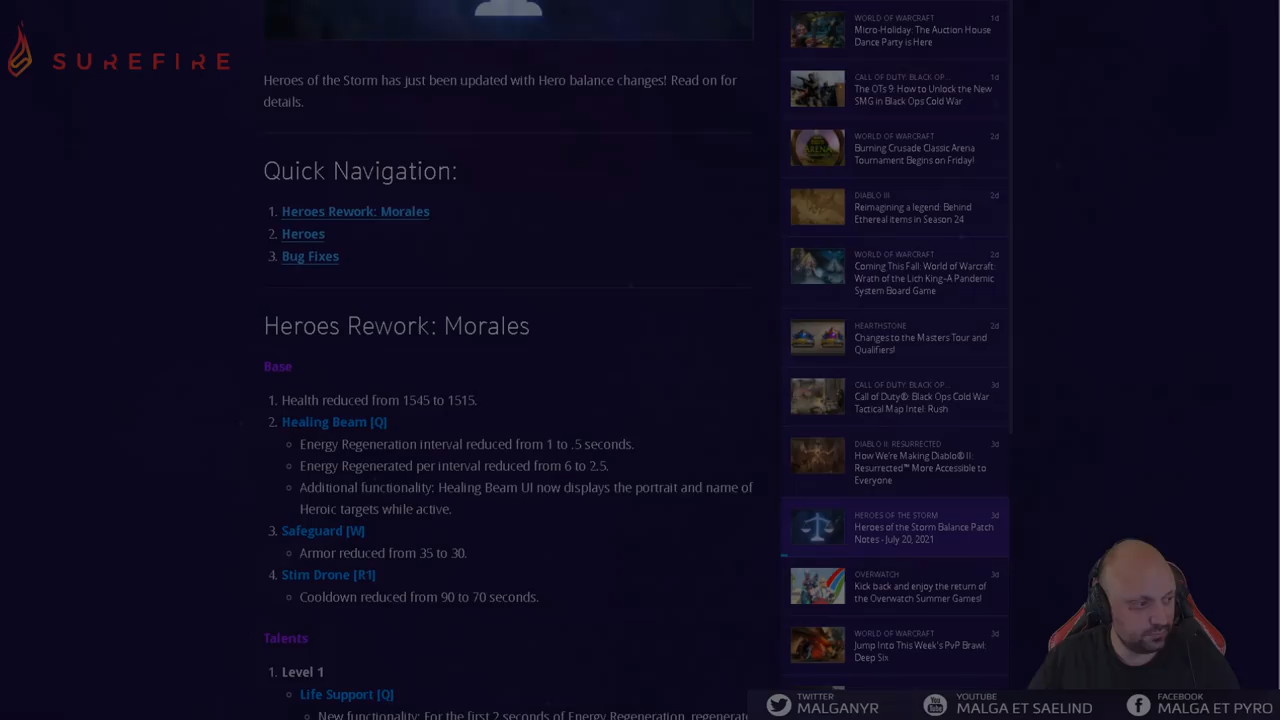 SUREFIRE
Heroes of the Storm has just been updated with Hero balance changes! Read on for
details.
Quick Navigation:
1. Heroes Rework: Morales
2. Heroes
3. Bug Fixes
Heroes Rework: Morales
Base
1. Health reduced from 1545 to 1515.
2. Healing Beam [Q]
Energy Regeneration interval reduced from 1 to .5 seconds.
Energy Regenerated per interval reduced from 6 to 2.5.
Additional functionality: Healing Beam UI now displays the portrait and name of
Heroic targets while active.
3. Safeguard [W]
Armor reduced from 35 to 30.
4. Stim Drone [R1]
Cooldown reduced from 90 to 70 seconds.
Talents
1. Level 1
Life Support [Q]
New functionality: For the first 2 seconds of Energy Regeneration, regenerate
WORLD OF WARCRAFT 1d
Micro-Holiday: The Auction House
Dance Party is Here
CALL OF DUTY: BLACK OP... 1d
The OTs 9: How to Unlock the New
SMG in Black Ops Cold War
WORLD OF WARCRAFT 2d
Burning Crusade Classic Arena
Tournament Begins on Friday!
DIABLO III 2d
Reimagining a legend: Behind
Ethereal items in Season 24
WORLD OF WARCRAFT 2d
Coming This Fall: World of Warcraft:
Wrath of the Lich King–A Pandemic
System Board Game
HEARTHSTONE 2d
Changes to the Masters Tour and
Qualifiers!
CALL OF DUTY: BLACK OP... 3d
Call of Duty®: Black Ops Cold War
Tactical Map Intel: Rush
DIABLO II: RESURRECTED 3d
How We're Making Diablo® II:
Resurrected™ More Accessible to
Everyone
HEROES OF THE STORM 3d
Heroes of the Storm Balance Patch
Notes - July 20, 2021
OVERWATCH 3d
Kick back and enjoy the return of
the Overwatch Summer Games!
WORLD OF WARCRAFT 3d
Jump Into This Week's PvP Brawl:
Deep Six
TWITTER
MALGANYR
YOUTUBE
MALGA ET SAELIND
FACEBOOK
MALGA ET PYRO